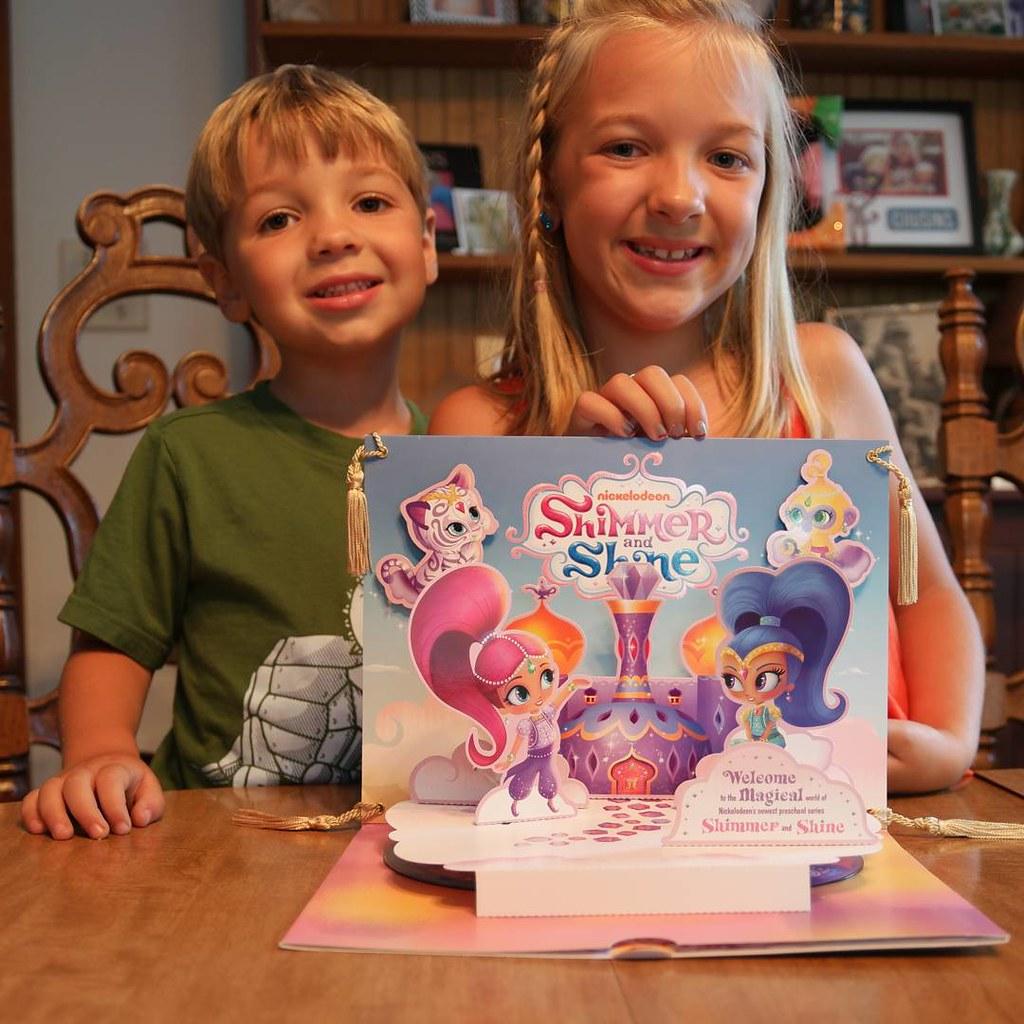 COUSINS
nickelodeon
Shimmer
and
Shine
Welcome
to the Magical world of
Nickelodeon's newest preschool series
Shimmer and Shine